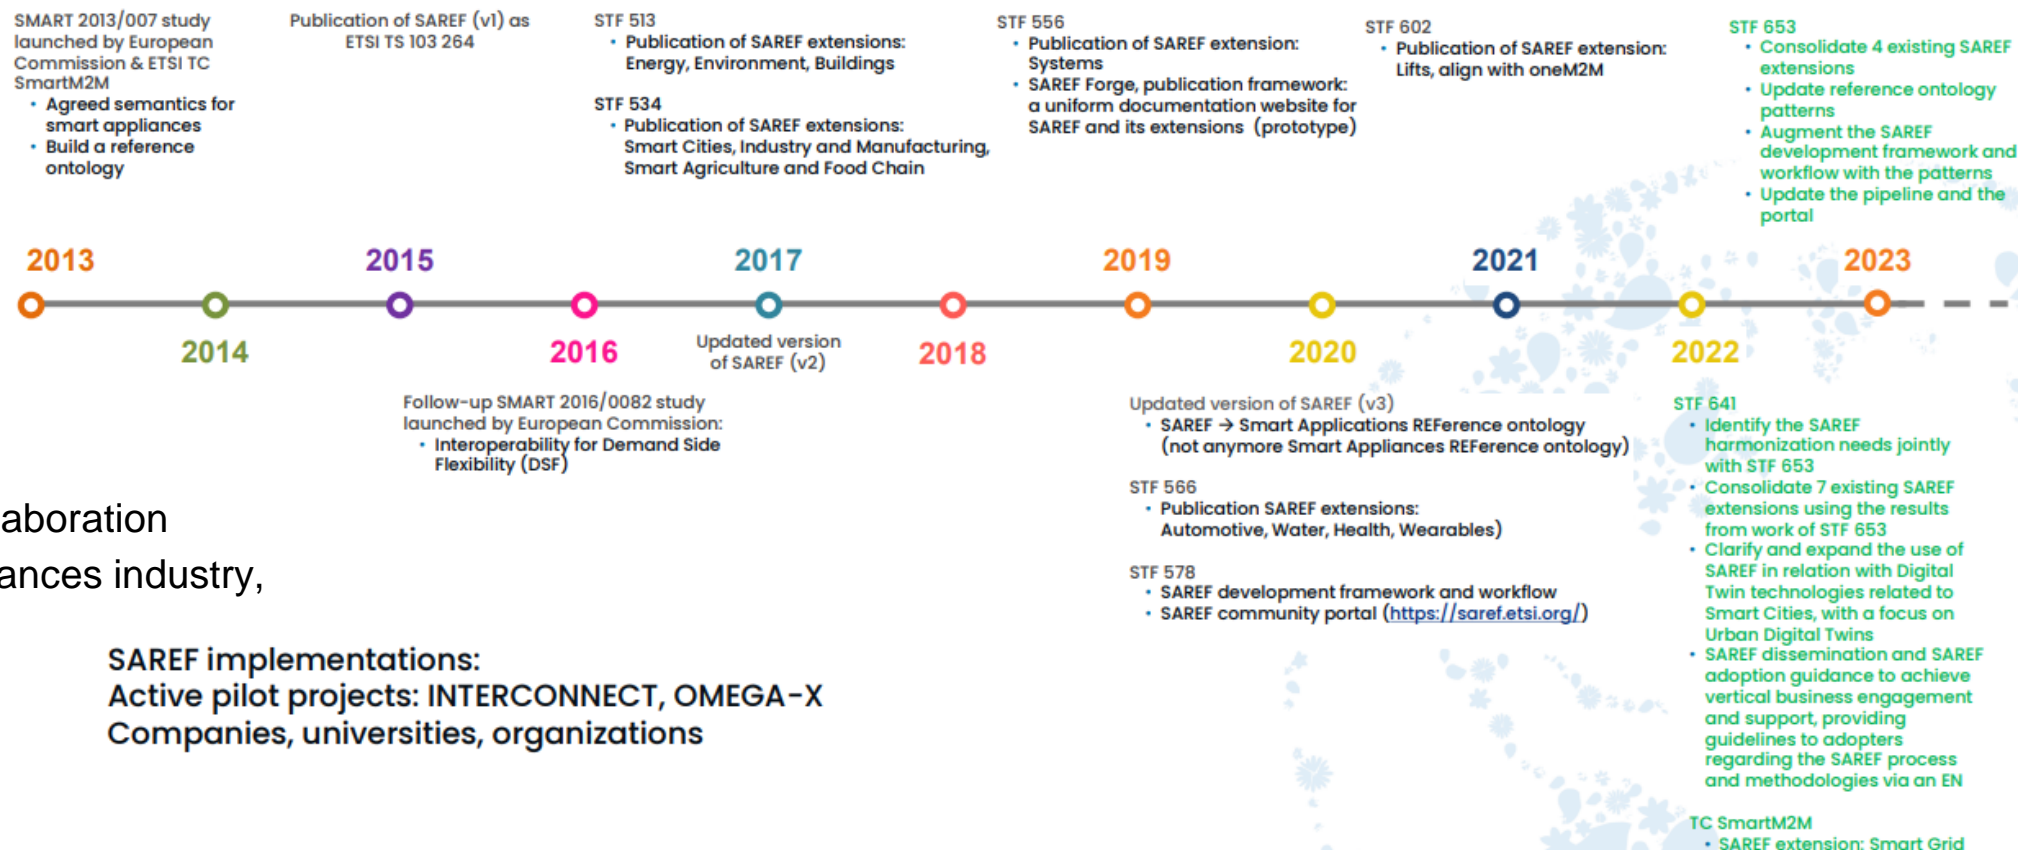 SMART 2013/007 study
launched by European
Commission & ETSI TC
SmartM2M
• Agreed semantics for
smart appliances
• Build a reference
ontology
Publication of SAREF (v1) as
ETSI TS 103 264
STF 513
• Publication of SAREF extensions:
Energy, Environment, Buildings
STF 534
• Publication of SAREF extensions:
Smart Cities, Industry and Manufacturing,
Smart Agriculture and Food Chain
STF 556
• Publication of SAREF extension:
Systems
• SAREF Forge, publication framework:
a uniform documentation website for
SAREF and its extensions (prototype)
STF 602
• Publication of SAREF extension:
Lifts, align with oneM2M
STF 653
• Consolidate 4 existing SAREF
extensions
• Update reference ontology
patterns
• Augment the SAREF
development framework and
workflow with the patterns
• Update the pipeline and the
portal
2013
2015
2017
2019
2021
2023
2014
2016
Updated version
of SAREF (v2)
2018
2020
2022
Follow-up SMART 2016/0082 study
launched by European Commission:
• Interoperability for Demand Side
Flexibility (DSF)
Updated version of SAREF (v3)
• SAREF → Smart Applications REFerence ontology
(not anymore Smart Appliances REFerence ontology)
STF 566
• Publication SAREF extensions:
Automotive, Water, Health, Wearables)
STF 578
• SAREF development framework and workflow
• SAREF community portal (https://saref.etsi.org/)
STF 641
• Identify the SAREF
harmonization needs jointly
with STF 653
• Consolidate 7 existing SAREF
extensions using the results
from work of STF 653
• Clarify and expand the use of
SAREF in relation with Digital
Twin technologies related to
Smart Cities, with a focus on
Urban Digital Twins
• SAREF dissemination and SAREF
adoption guidance to achieve
vertical business engagement
and support, providing
guidelines to adopters
regarding the SAREF process
and methodologies via an EN
TC SmartM2M
• SAREF extension: Smart Grid
aboration
ances industry,
SAREF implementations:
Active pilot projects: INTERCONNECT, OMEGA-X
Companies, universities, organizations